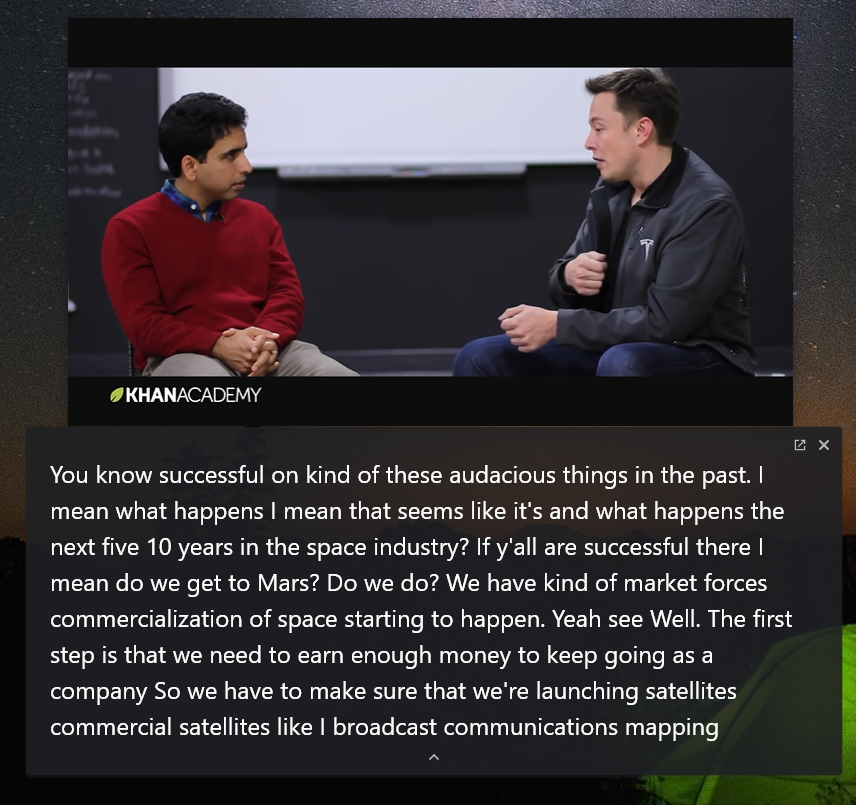 KHANACADEMY
You know successful on kind of these audacious things in the past. I
mean what happens I mean that seems like it's and what happens the
next five 10 years in the space industry? If y'all are successful there I
mean do we get to Mars? Do we do? We have kind of market forces
commercialization of space starting to happen. Yeah see Well. The first
step is that we need to earn enough money to keep going as a
company So we have to make sure that we're launching satellites
commercial satellites like I broadcast communications mapping